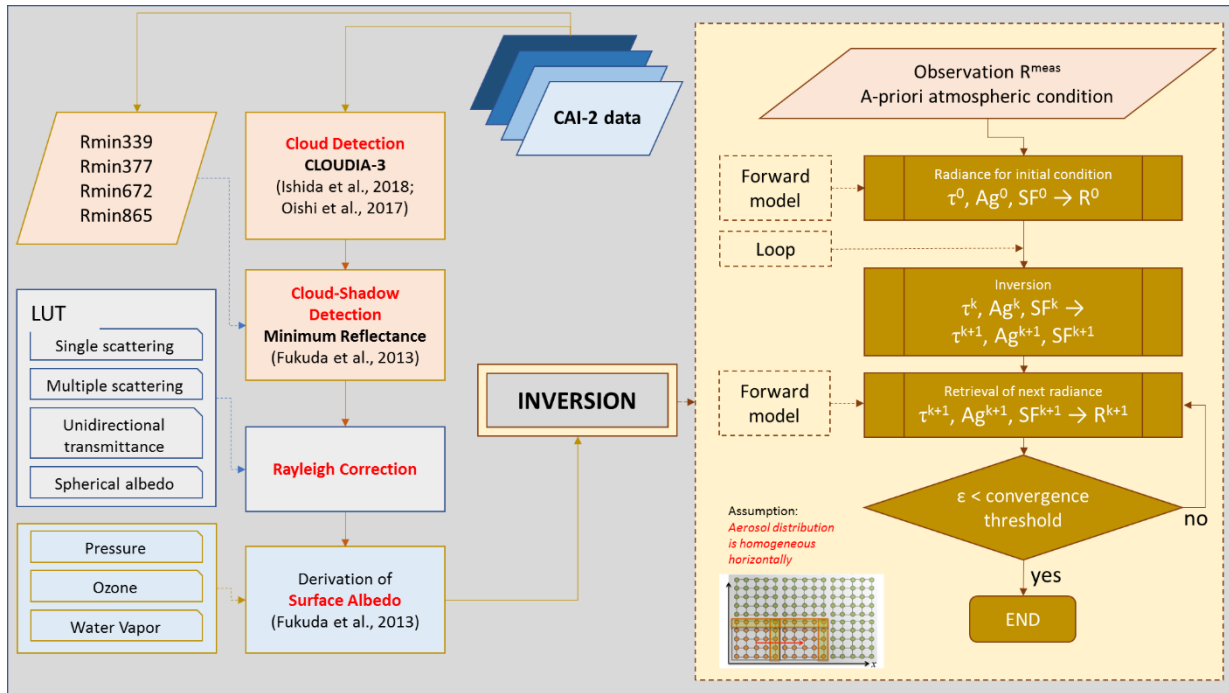 CAI-2 data
Rmin339
Rmin377
Rmin672
Rmin865
Cloud Detection
CLOUDIA-3
(Ishida et al., 2018;
Oishi et al., 2017)
Cloud-Shadow
Detection
Minimum Reflectance
(Fukuda et al., 2013)
LUT
Single scattering
Multiple scattering
Unidirectional
transmittance
Spherical albedo
Rayleigh Correction
Pressure
Ozone
Water Vapor
Derivation of
Surface Albedo
(Fukuda et al., 2013)
INVERSION
Observation Rᵐᵉᵃˢ
A-priori atmospheric condition
Forward
model
Radiance for initial condition
τ⁰, Ag⁰, SF⁰ → R⁰
Loop
Inversion
τᵏ, Agᵏ, SFᵏ →
τᵏ⁺¹, Agᵏ⁺¹, SFᵏ⁺¹
Forward
model
Retrieval of next radiance
τᵏ⁺¹, Agᵏ⁺¹, SFᵏ⁺¹ → Rᵏ⁺¹
ε < convergence
threshold
no
yes
END
Assumption:
Aerosol distribution
is homogeneous
horizontally
x